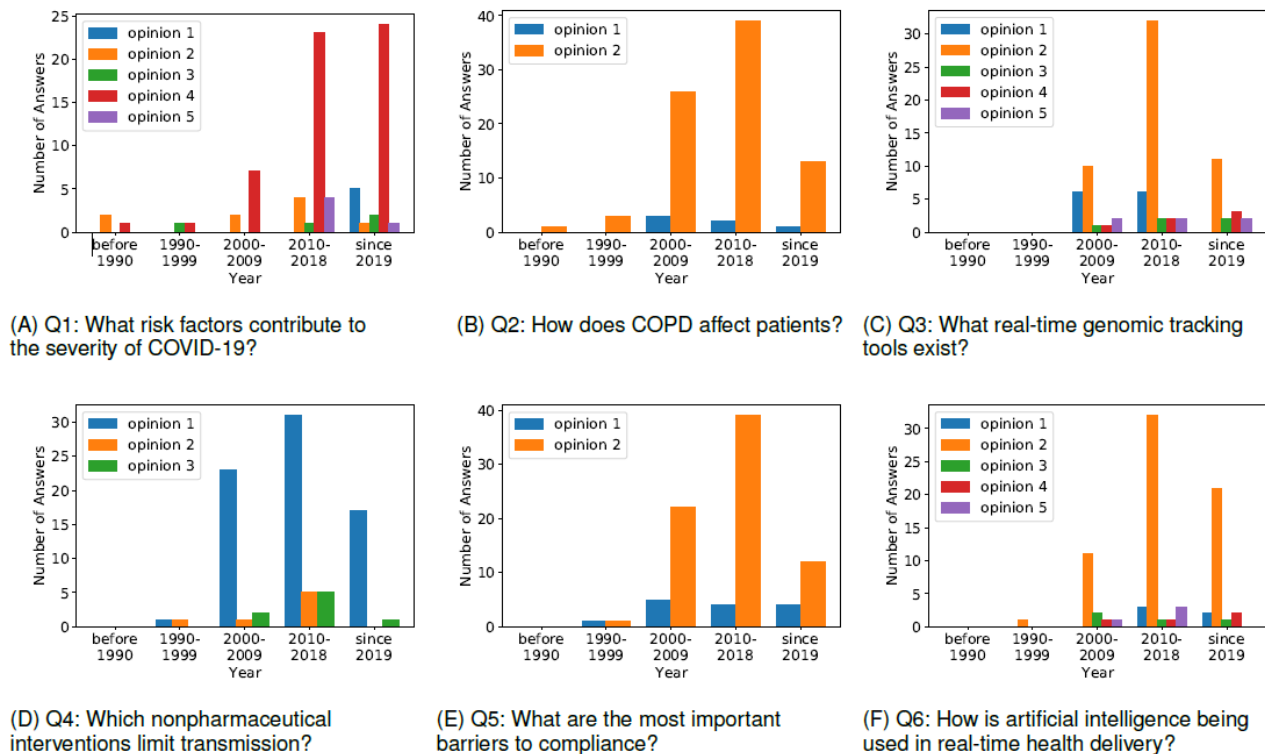 25
20
15
10
5
0
Number of Answers
opinion 1
opinion 2
opinion 3
opinion 4
opinion 5
before 1990- 2000- 2010- since
1990 1999 2009 2018 2019
Year
(A) Q1: What risk factors contribute to
the severity of COVID-19?
40
30
20
10
0
Number of Answers
opinion 1
opinion 2
before 1990- 2000- 2010- since
1990 1999 2009 2018 2019
Year
(B) Q2: How does COPD affect patients?
30
25
20
15
10
5
0
Number of Answers
opinion 1
opinion 2
opinion 3
opinion 4
opinion 5
before 1990- 2000- 2010- since
1990 1999 2009 2018 2019
Year
(C) Q3: What real-time genomic tracking
tools exist?
30
25
20
15
10
5
0
Number of Answers
opinion 1
opinion 2
opinion 3
before 1990- 2000- 2010- since
1990 1999 2009 2018 2019
Year
(D) Q4: Which nonpharmaceutical
interventions limit transmission?
40
30
20
10
0
Number of Answers
opinion 1
opinion 2
before 1990- 2000- 2010- since
1990 1999 2009 2018 2019
Year
(E) Q5: What are the most important
barriers to compliance?
30
25
20
15
10
5
0
Number of Answers
opinion 1
opinion 2
opinion 3
opinion 4
opinion 5
before 1990- 2000- 2010- since
1990 1999 2009 2018 2019
Year
(F) Q6: How is artificial intelligence being
used in real-time health delivery?